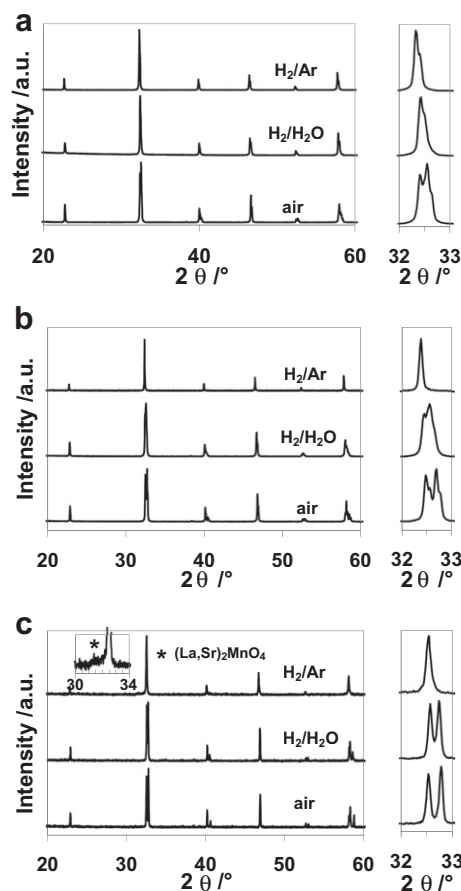 a
Intensity /a.u.
H₂/Ar
H₂/H₂O
air
20 30 40 50 60
2 θ /°
32 33
2 θ /°
b
Intensity /a.u.
H₂/Ar
H₂/H₂O
air
20 30 40 50 60
2 θ /°
32 33
2 θ /°
c
Intensity /a.u.
*
30 34
* (La,Sr)₂MnO₄
H₂/Ar
H₂/H₂O
air
20 30 40 50 60
2 θ /°
32 33
2 θ /°